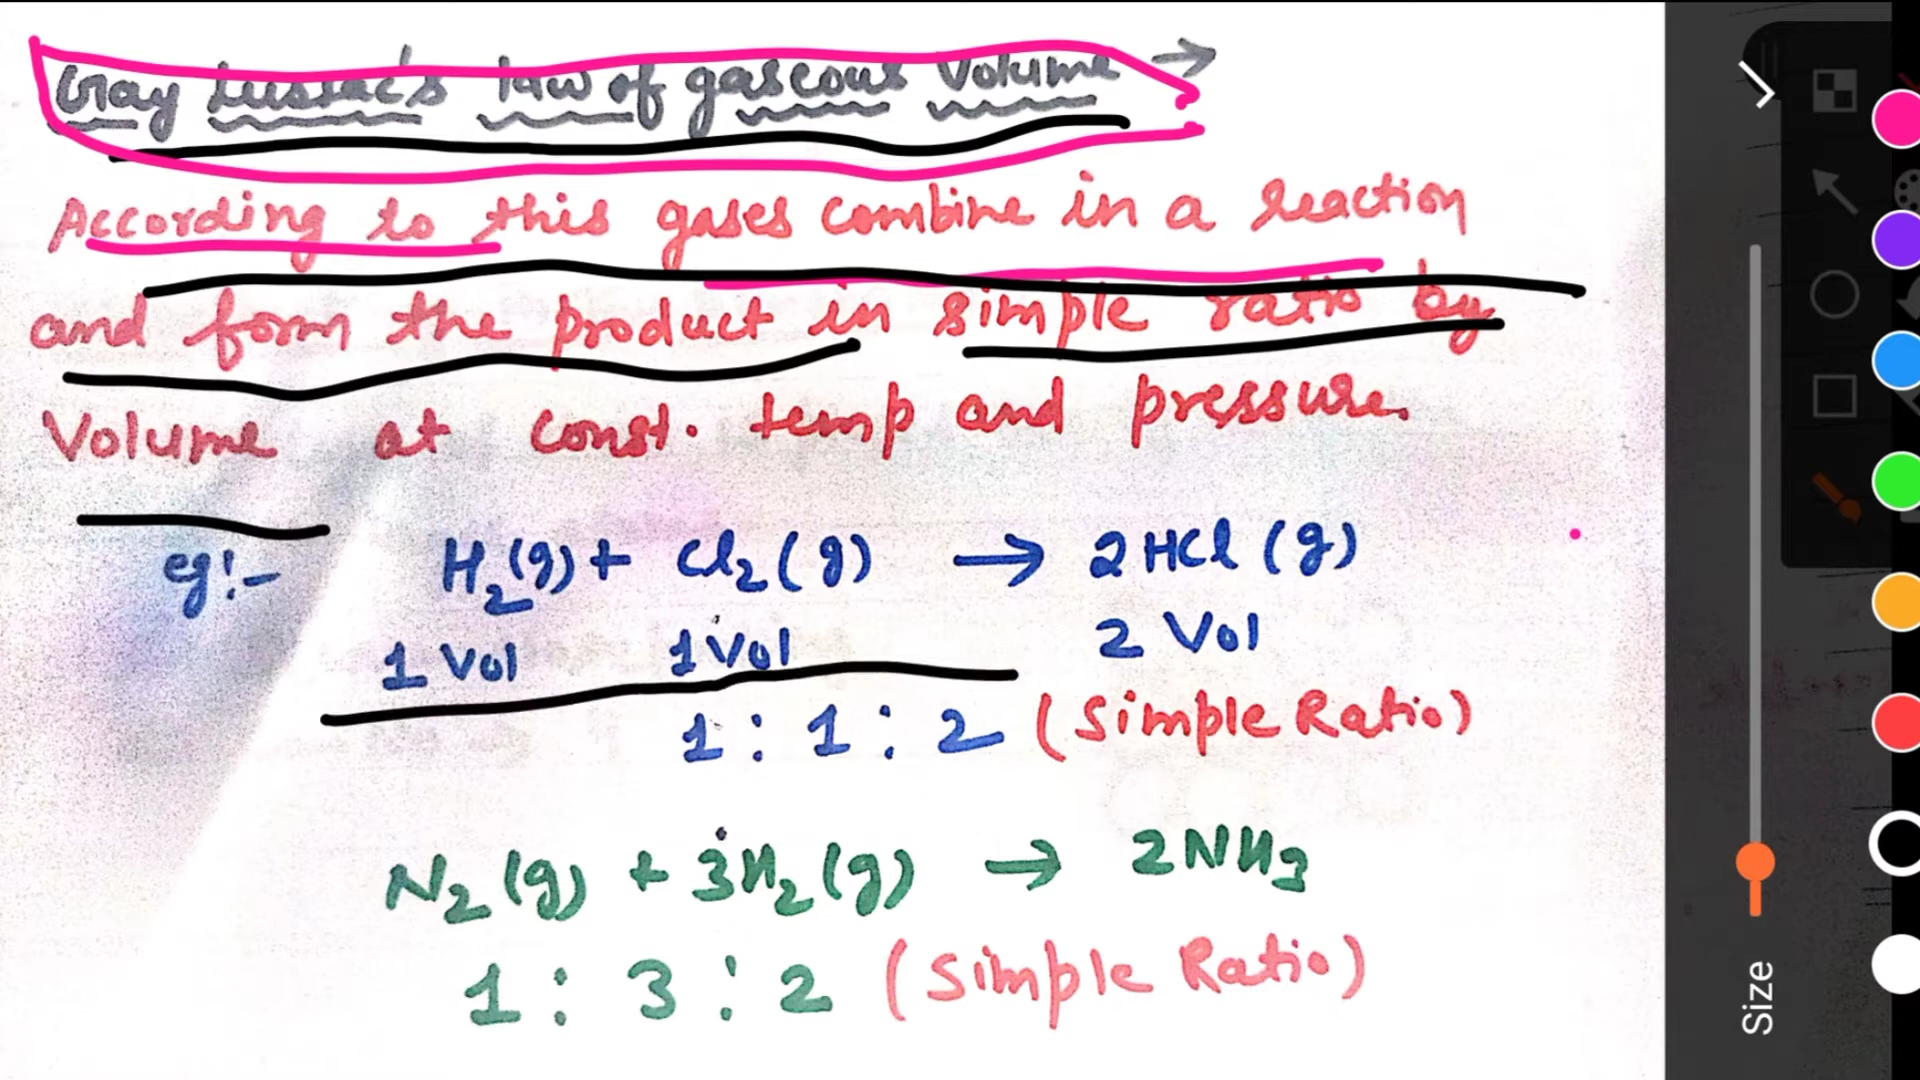 Gay Lussac's law of gaseous Volume →
According to this gases combine in a reaction
and form the product in simple ratio by
Volume at const. temp and pressure.
eg:- H₂(g) + Cl₂(g) → 2HCl(g)
1 Vol 1 Vol 2 Vol
1 : 1 : 2 (Simple Ratio)
N₂(g) + 3H₂(g) → 2NH₃
1 : 3 : 2 (Simple Ratio)
Size